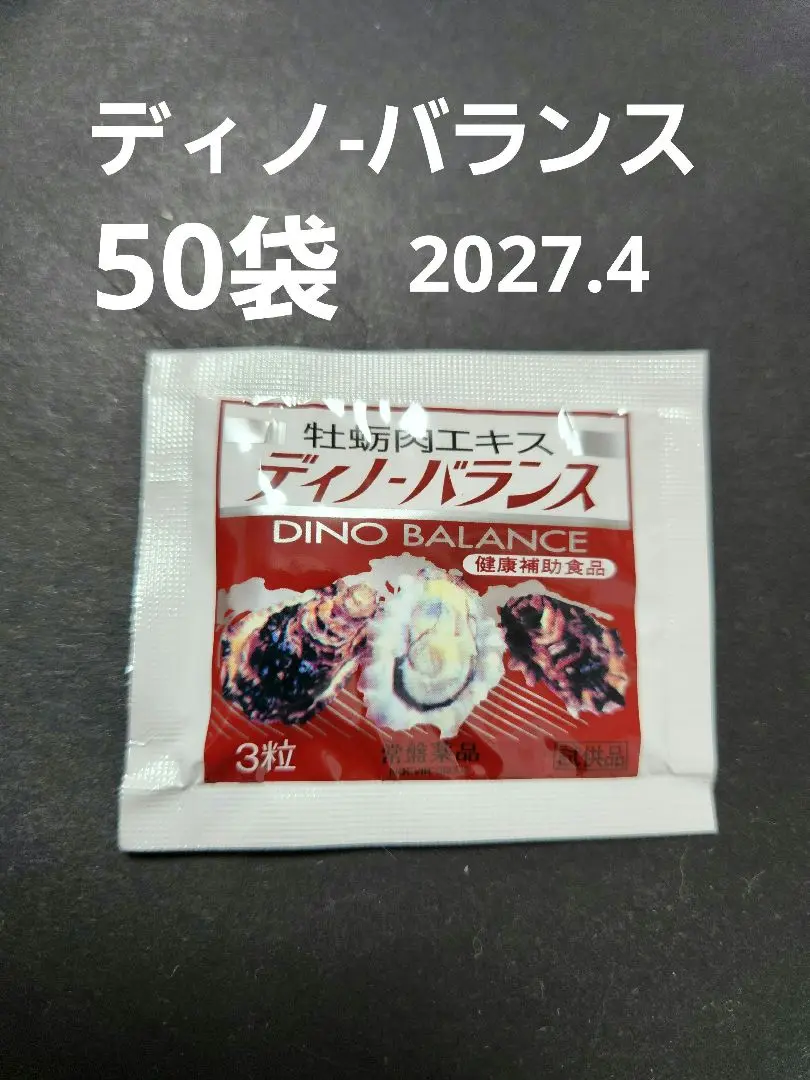 ディノ-バランス
50袋 2027.4
牡蛎肉エキス
ディノ-バランス
DINO BALANCE
健康補助食品
3粒 常盤薬品 試供品